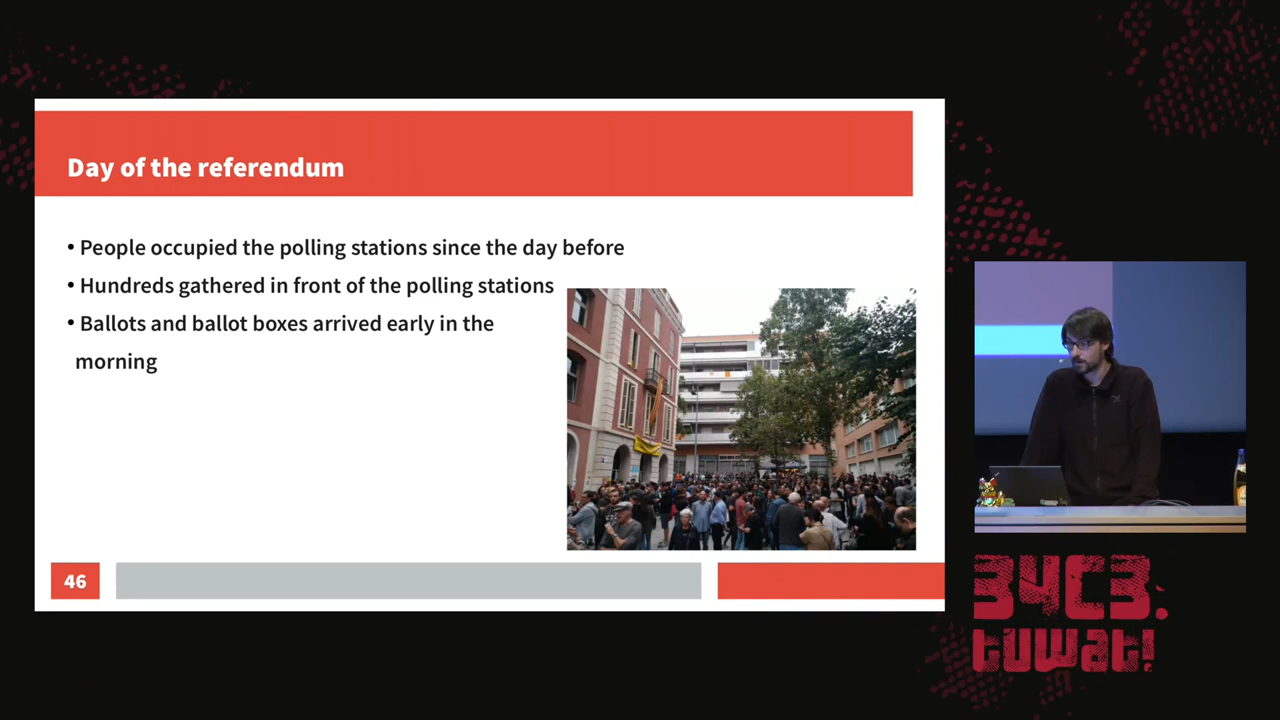 Day of the referendum
• People occupied the polling stations since the day before
• Hundreds gathered in front of the polling stations
• Ballots and ballot boxes arrived early in the
morning
46
34C3.
tuwat!